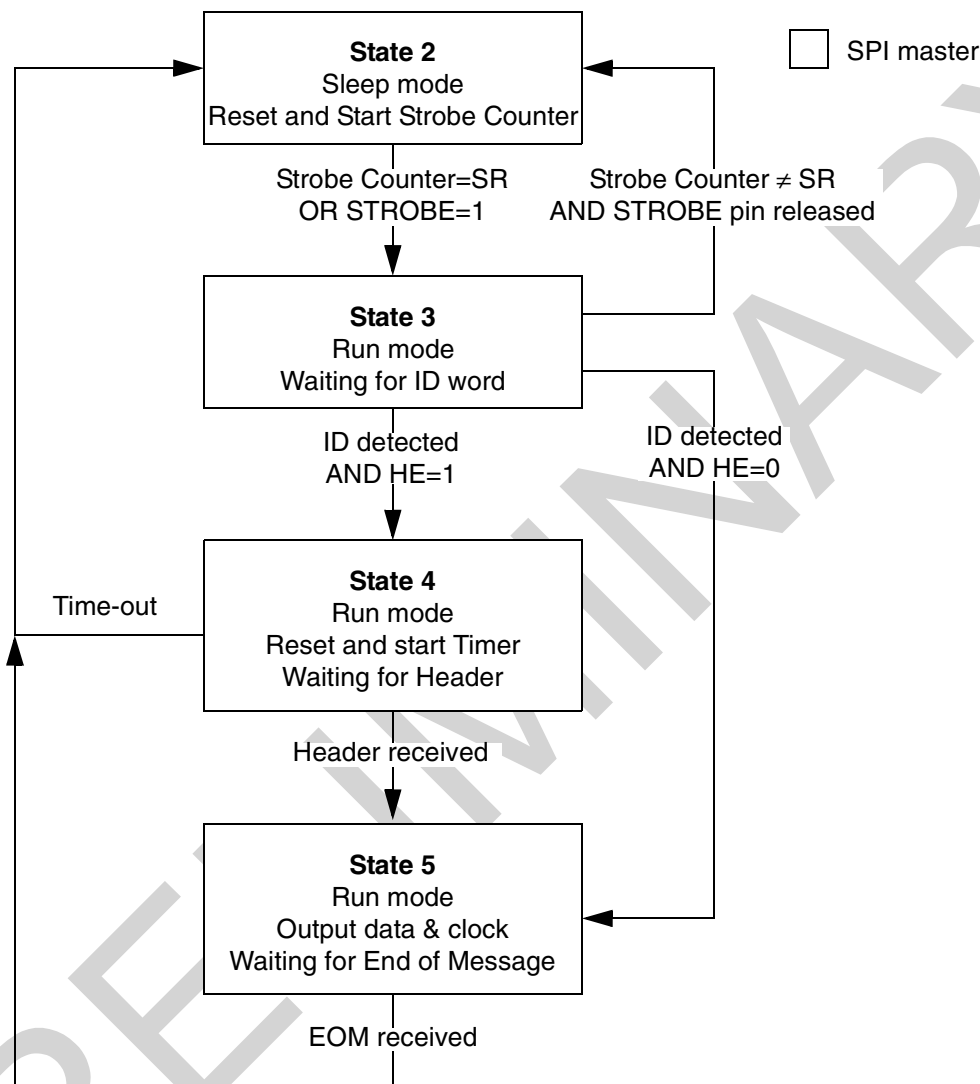 State 2
Sleep mode
Reset and Start Strobe Counter
SPI master
Strobe Counter=SR
OR STROBE=1
Strobe Counter ≠ SR
AND STROBE pin released
State 3
Run mode
Waiting for ID word
ID detected
AND HE=1
ID detected
AND HE=0
State 4
Run mode
Reset and start Timer
Waiting for Header
Time-out
Header received
State 5
Run mode
Output data & clock
Waiting for End of Message
EOM received